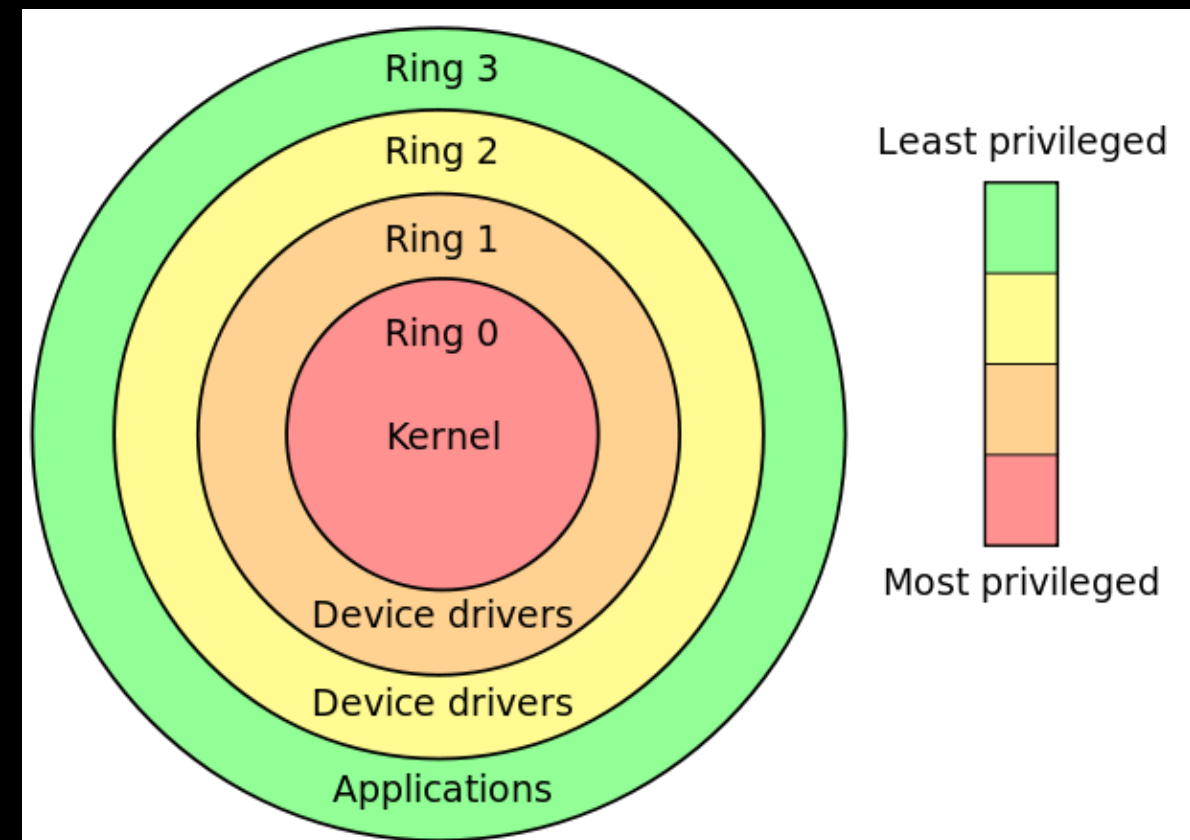 Ring 3
Ring 2
Ring 1
Ring 0
Kernel
Device drivers
Device drivers
Applications
Least privileged
Most privileged